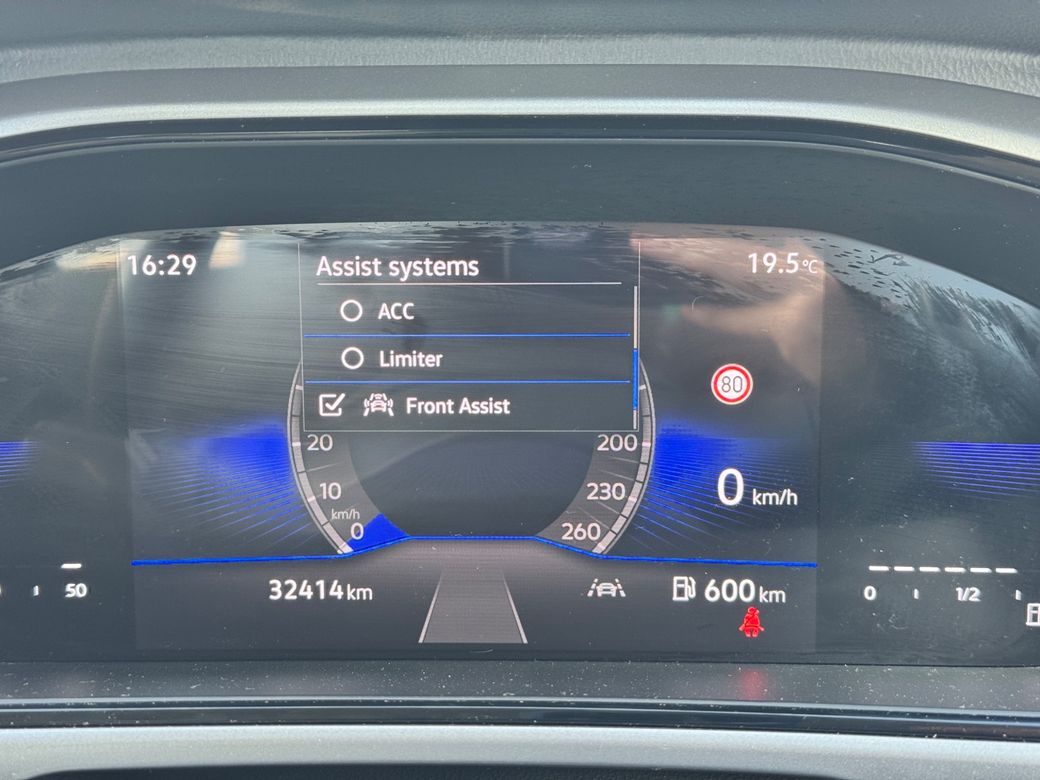 16:29
Assist systems
19.5°C
ACC
Limiter
80
Front Assist
20
200
10
230
0 km/h
km/h
0
260
32414 km
600 km
50
0
1/2